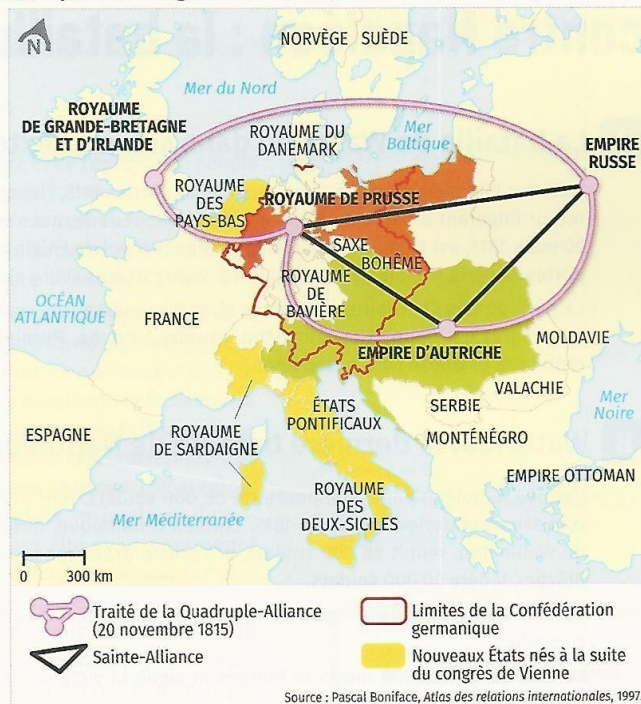 N
NORVÈGE SUÈDE
Mer du Nord
ROYAUME
DE GRANDE-BRETAGNE
ET D'IRLANDE
ROYAUME DU
DANEMARK
Mer
Baltique
EMPIRE
RUSSE
ROYAUME
DES
PAYS-BAS
ROYAUME DE PRUSSE
SAXE
BOHÊME
ROYAUME
DE
BAVIÈRE
OCÉAN
ATLANTIQUE
FRANCE
EMPIRE D'AUTRICHE
MOLDAVIE
VALACHIE
Mer
Noire
SERBIE
MONTÉNÉGRO
ÉTATS
PONTIFICAUX
ESPAGNE
ROYAUME
DE SARDAIGNE
EMPIRE OTTOMAN
ROYAUME
DES
DEUX-SICILES
Mer Méditerranée
0 300 km
Traité de la Quadruple-Alliance
(20 novembre 1815)
Sainte-Alliance
Limites de la Confédération
germanique
Nouveaux États nés à la suite
du congrès de Vienne
Source : Pascal Boniface, Atlas des relations internationales, 1997.